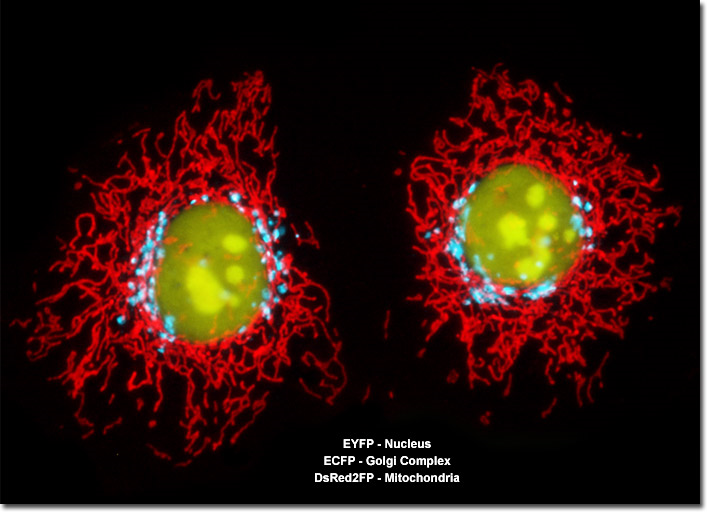 EYFP - Nucleus
ECFP - Golgi Complex
DsRed2FP - Mitochondria